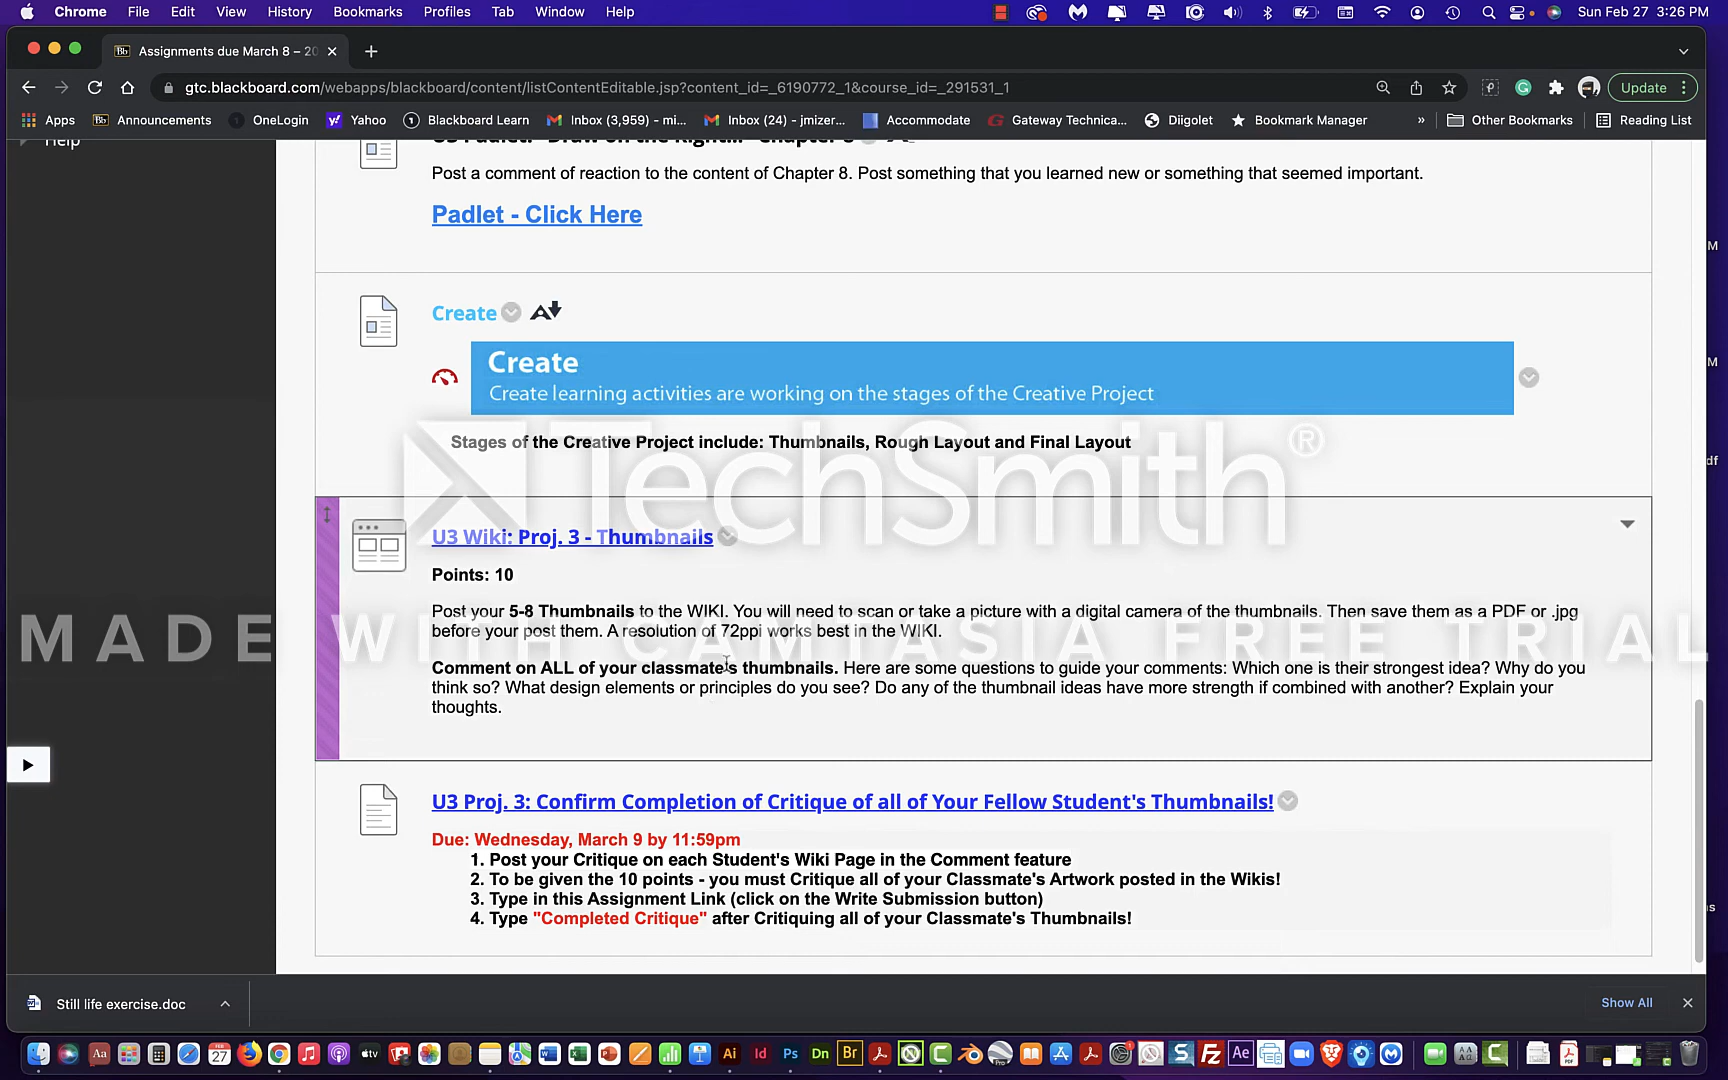 Chrome File Edit View History Bookmarks Profiles Tab Window Help
Sun Feb 27 3:26 PM
Assignments due March 8 – 20
gtc.blackboard.com/webapps/blackboard/content/listContentEditable.jsp?content_id=_6190772_1&course_id=_291531_1
Update
Apps Announcements OneLogin Yahoo Blackboard Learn Inbox (3,959) - mi... Inbox (24) - jmizer... Accommodate Gateway Technica... Diigolet Bookmark Manager » Other Bookmarks Reading List
Help
Post a comment of reaction to the content of Chapter 8. Post something that you learned new or something that seemed important.
Padlet - Click Here
Create
Create
Create learning activities are working on the stages of the Creative Project
Stages of the Creative Project include: Thumbnails, Rough Layout and Final Layout
TechSmith®
U3 Wiki: Proj. 3 - Thumbnails
Points: 10
Post your 5-8 Thumbnails to the WIKI. You will need to scan or take a picture with a digital camera of the thumbnails. Then save them as a PDF or .jpg
before your post them. A resolution of 72ppi works best in the WIKI.
MADE WITH CAMTASIA FREE TRIAL
Comment on ALL of your classmate's thumbnails. Here are some questions to guide your comments: Which one is their strongest idea? Why do you
think so? What design elements or principles do you see? Do any of the thumbnail ideas have more strength if combined with another? Explain your
thoughts.
U3 Proj. 3: Confirm Completion of Critique of all of Your Fellow Student's Thumbnails!
Due: Wednesday, March 9 by 11:59pm
1. Post your Critique on each Student's Wiki Page in the Comment feature
2. To be given the 10 points - you must Critique all of your Classmate's Artwork posted in the Wikis!
3. Type in this Assignment Link (click on the Write Submission button)
4. Type "Completed Critique" after Critiquing all of your Classmate's Thumbnails!
Still life exercise.doc
Show All